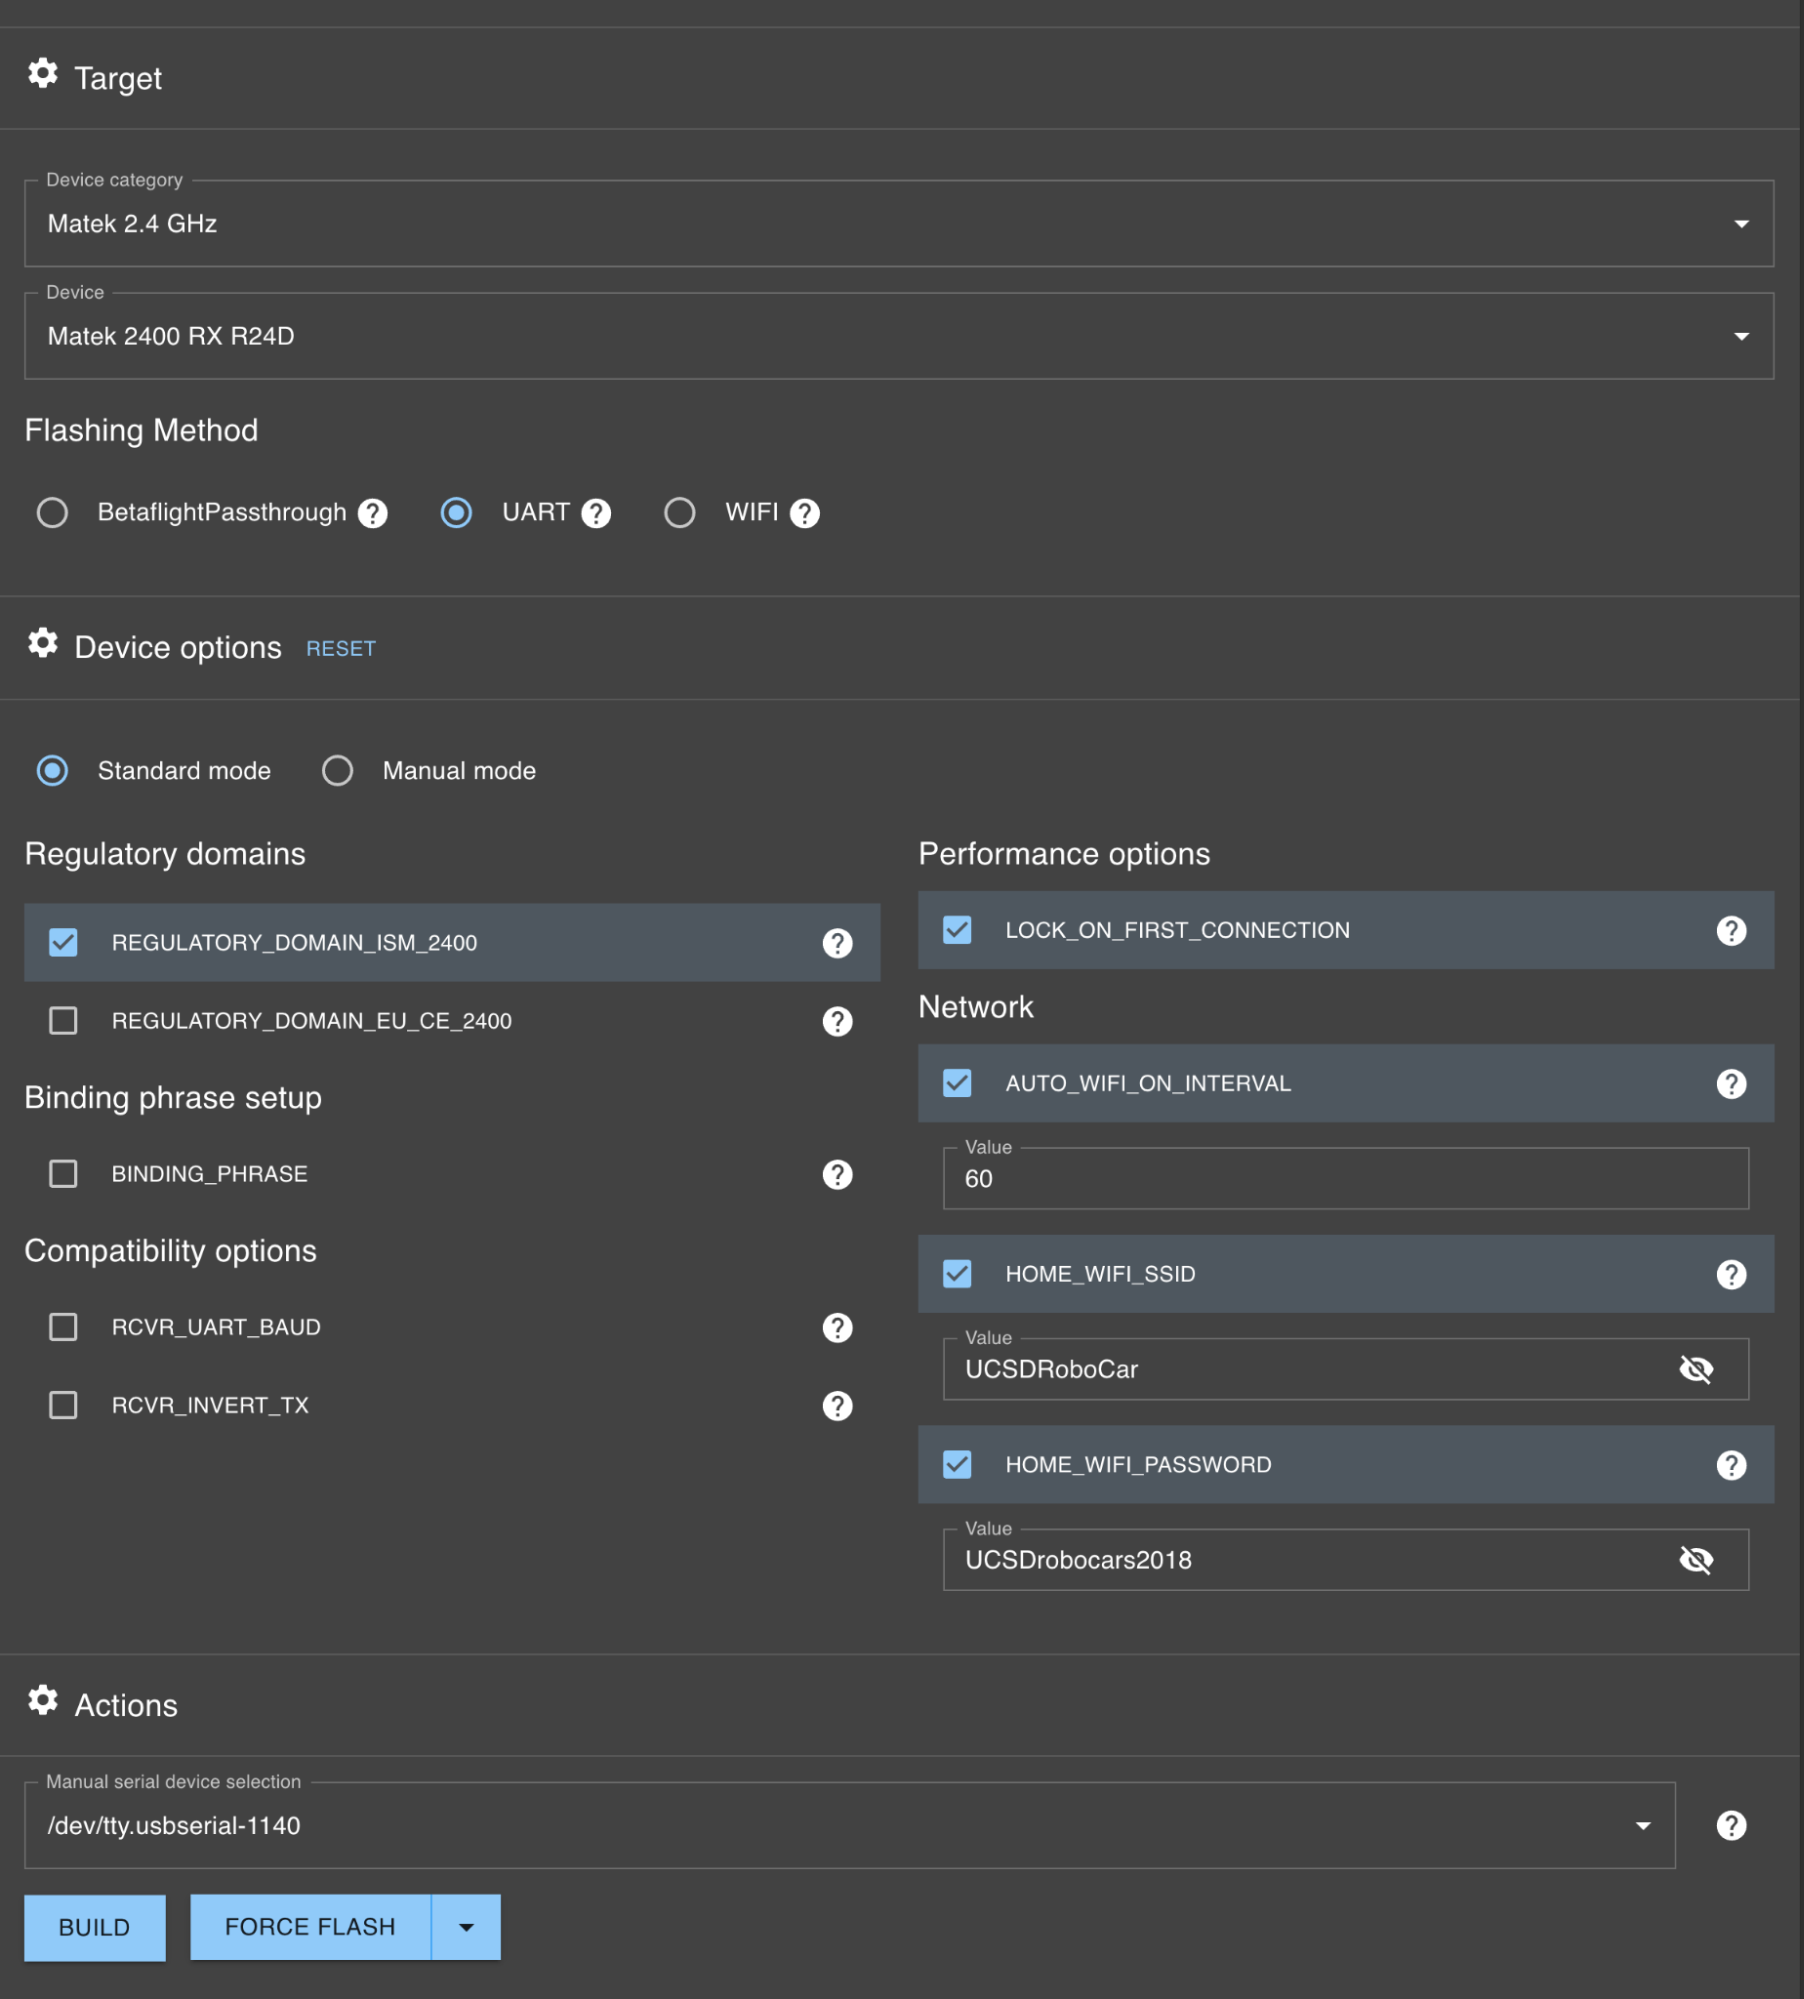 Target
Device category
Matek 2.4 GHz
Device
Matek 2400 RX R24D
Flashing Method
BetaflightPassthrough ? UART ? WIFI ?
Device options RESET
Standard mode Manual mode
Regulatory domains
REGULATORY_DOMAIN_ISM_2400 ?
REGULATORY_DOMAIN_EU_CE_2400 ?
Binding phrase setup
BINDING_PHRASE ?
Compatibility options
RCVR_UART_BAUD ?
RCVR_INVERT_TX ?
Performance options
LOCK_ON_FIRST_CONNECTION ?
Network
AUTO_WIFI_ON_INTERVAL ?
Value
60
HOME_WIFI_SSID ?
Value
UCSDRoboCar
HOME_WIFI_PASSWORD ?
Value
UCSDrobocars2018
Actions
Manual serial device selection
/dev/tty.usbserial-1140 ?
BUILD FORCE FLASH